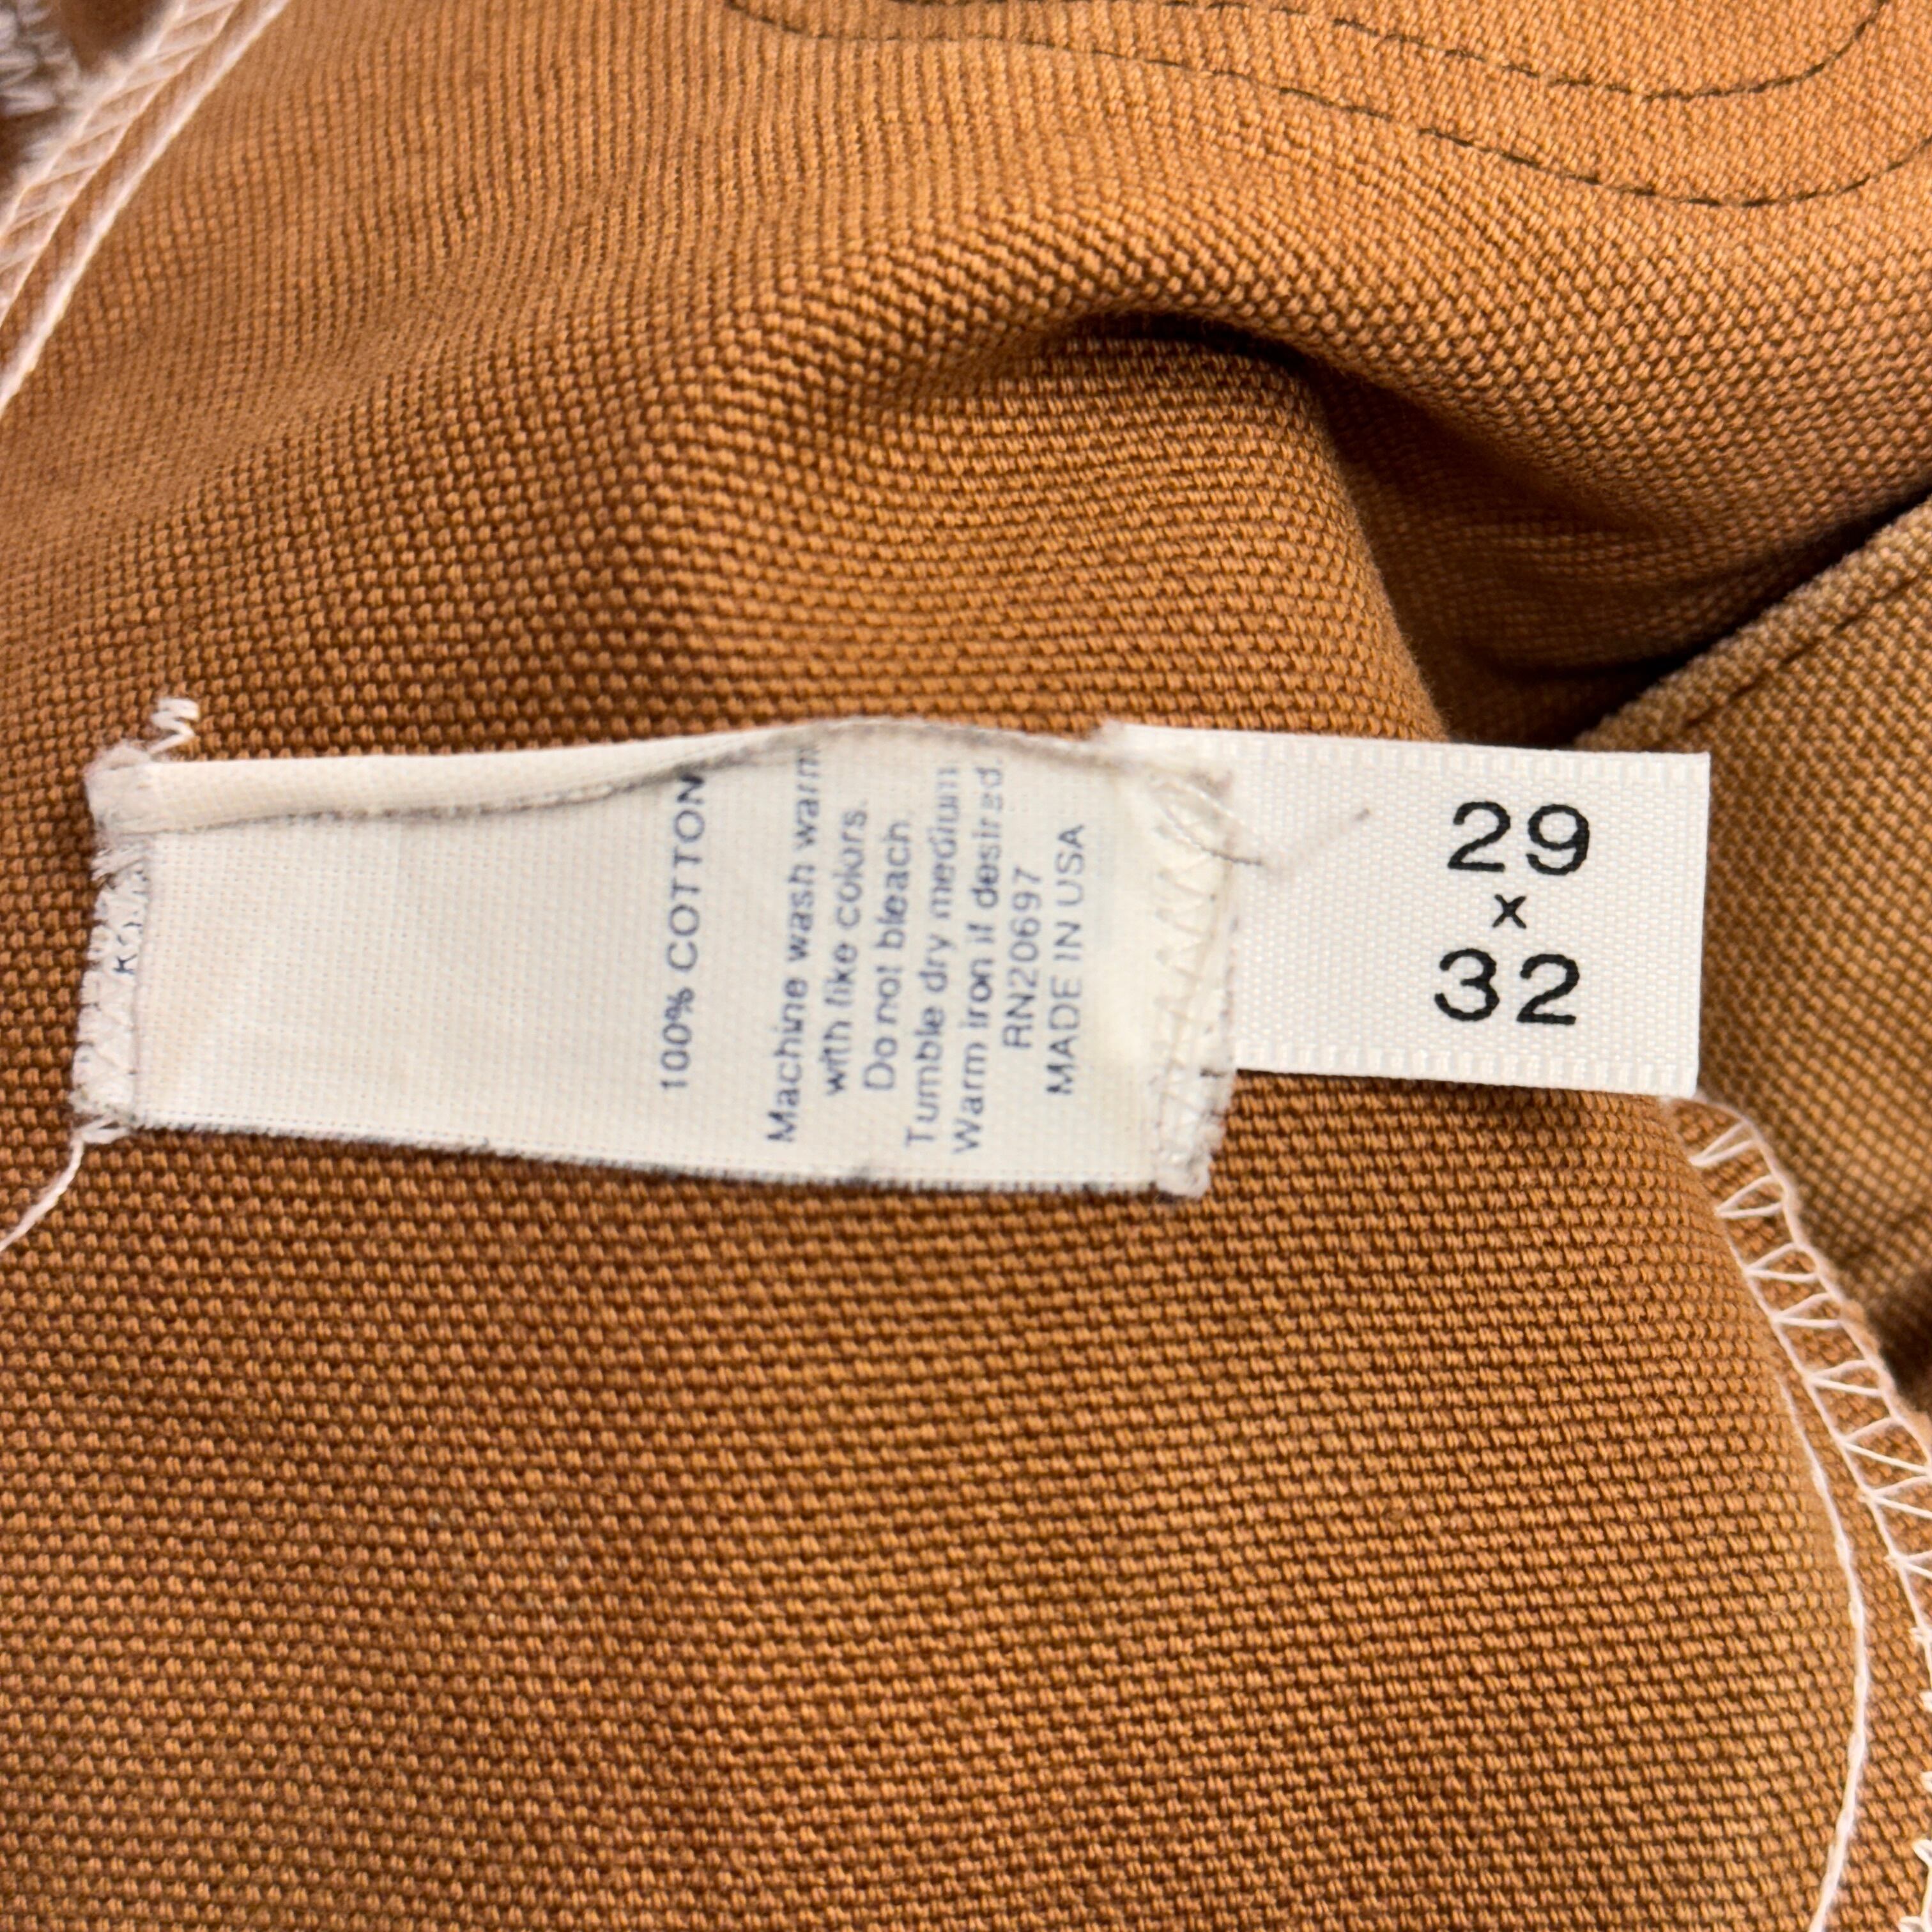 100% COTTON
Machine wash warm
with like colors.
Do not bleach.
Tumble dry medium
Warm iron if desired.
RN20697
MADE IN USA
29
x
32